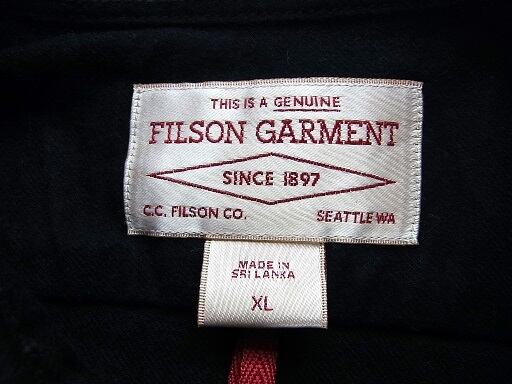 THIS IS A GENUINE
FILSON GARMENT
SINCE 1897
C.C. FILSON CO. SEATTLE WA
MADE IN
SRI LANKA
XL